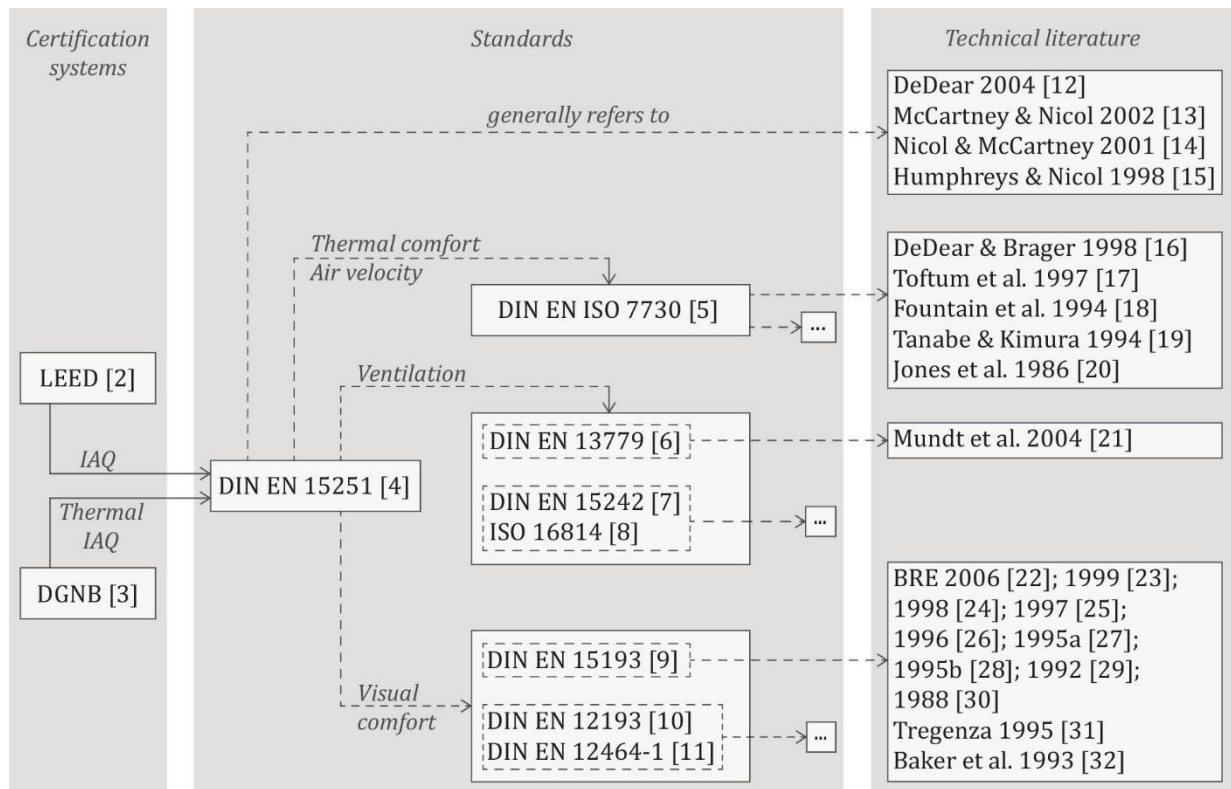 Certification
systems
LEED [2]
IAQ
Thermal
IAQ
DGNB [3]
Standards
generally refers to
Thermal comfort
Air velocity
DIN EN ISO 7730 [5]
...
Ventilation
DIN EN 13779 [6]
DIN EN 15251 [4]
DIN EN 15242 [7]
ISO 16814 [8]
...
DIN EN 15193 [9]
Visual
comfort
DIN EN 12193 [10]
DIN EN 12464-1 [11]
...
Technical literature
DeDear 2004 [12]
McCartney & Nicol 2002 [13]
Nicol & McCartney 2001 [14]
Humphreys & Nicol 1998 [15]
DeDear & Brager 1998 [16]
Toftum et al. 1997 [17]
Fountain et al. 1994 [18]
Tanabe & Kimura 1994 [19]
Jones et al. 1986 [20]
Mundt et al. 2004 [21]
BRE 2006 [22]; 1999 [23];
1998 [24]; 1997 [25];
1996 [26]; 1995a [27];
1995b [28]; 1992 [29];
1988 [30]
Tregenza 1995 [31]
Baker et al. 1993 [32]